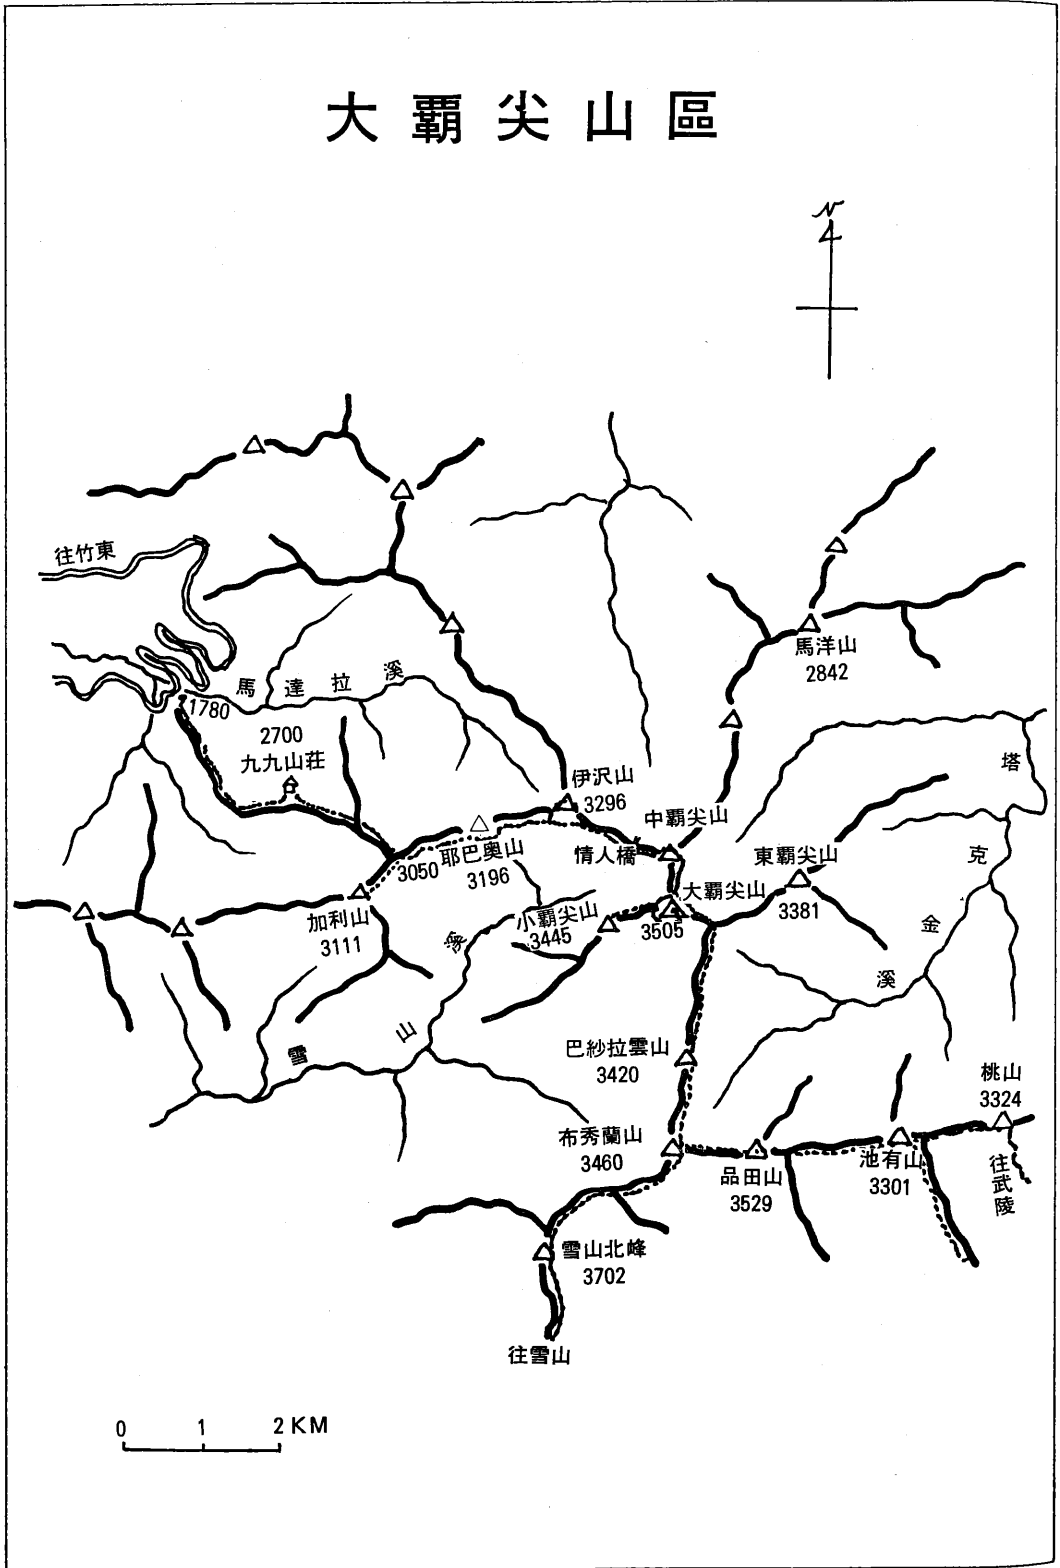 大霸尖山區
N
往竹東
馬洋山
2842
馬達拉溪
1780
2700
九九山荘
伊沢山
3296
中霸尖山
情人橋
耶巴奧山
3196
3050
東霸尖山
3381
大霸尖山
3505
小霸尖山
3445
加利山
3111
塔克金溪
雪山溪
巴紗拉雲山
3420
桃山
3324
布秀蘭山
3460
品田山
3529
池有山
3301
往武陵
雪山北峰
3702
往雪山
0 1 2 KM